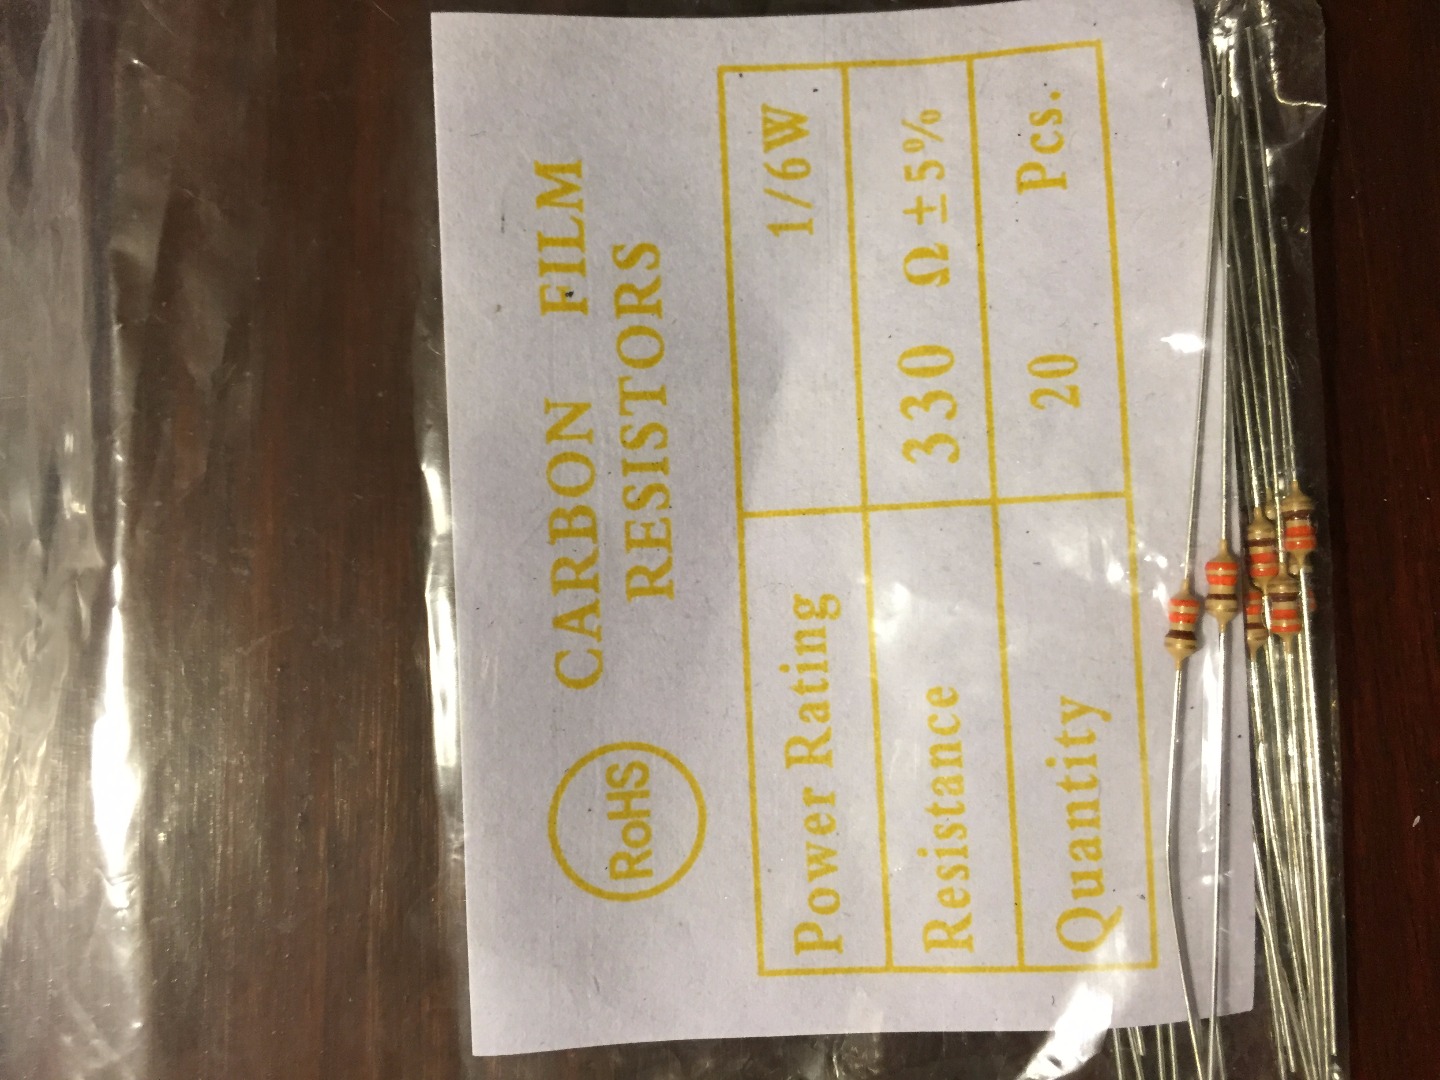 CARBON FILM
RoHS RESISTORS
Power Rating 1/6W
Resistance 330 Ω ±5%
Quantity 20 Pcs.